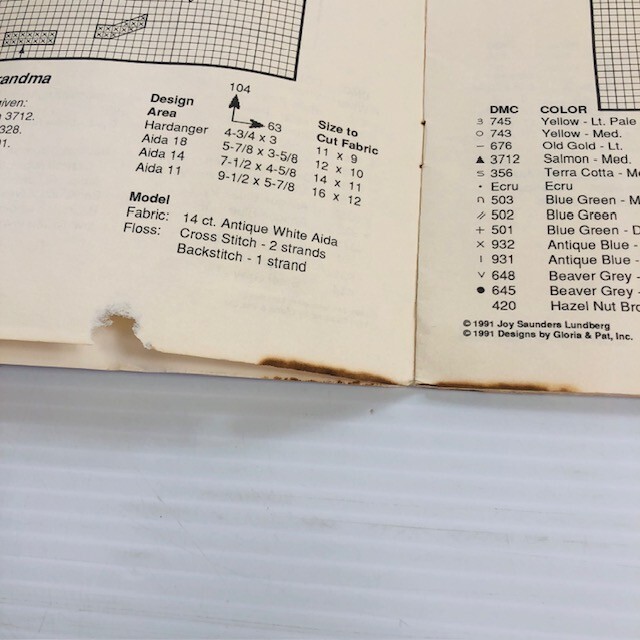 randma
given:
3712.
328.
104
63
Design
Area
Size to
Cut Fabric
Hardanger 4-3/4 x 3 11 x 9
Aida 18 5-7/8 x 3-5/8 12 x 10
Aida 14 7-1/2 x 4-5/8 14 x 11
Aida 11 9-1/2 x 5-7/8 16 x 12
Model
Fabric: 14 ct. Antique White Aida
Floss: Cross Stitch - 2 strands
Backstitch - 1 strand
DMC COLOR
3 745 Yellow - Lt. Pale
O 743 Yellow - Med.
– 676 Old Gold - Lt.
▲ 3712 Salmon - Med.
S 356 Terra Cotta - Me
• Ecru Ecru
∩ 503 Blue Green - M
// 502 Blue Green
+ 501 Blue Green - D
× 932 Antique Blue -
I 931 Antique Blue -
V 648 Beaver Grey -
● 645 Beaver Grey -
420 Hazel Nut Bro
© 1991 Joy Saunders Lundberg
© 1991 Designs by Gloria & Pat, Inc.